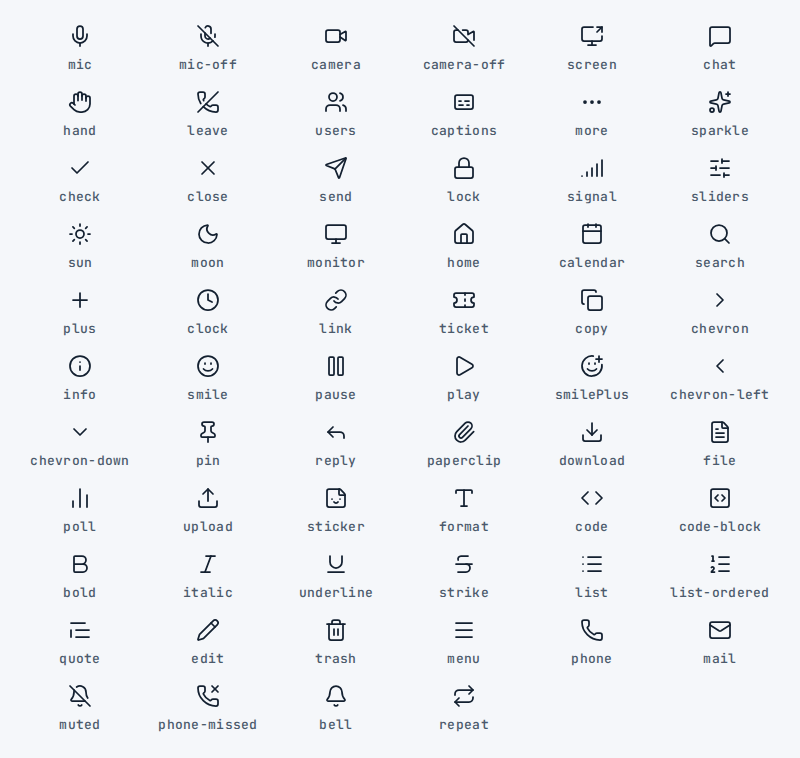 mic mic-off camera camera-off screen chat
hand leave users captions more sparkle
check close send lock signal sliders
sun moon monitor home calendar search
plus clock link ticket copy chevron
info smile pause play smilePlus chevron-left
chevron-down pin reply paperclip download file
poll upload sticker format code code-block
bold italic underline strike list list-ordered
quote edit trash menu phone mail
muted phone-missed bell repeat